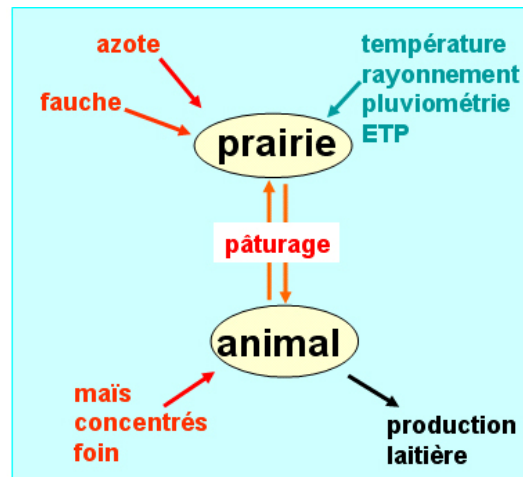 azote
fauche
température
rayonnement
pluviométrie
ETP
prairie
pâturage
animal
maïs
concentrés
foin
production
laitière